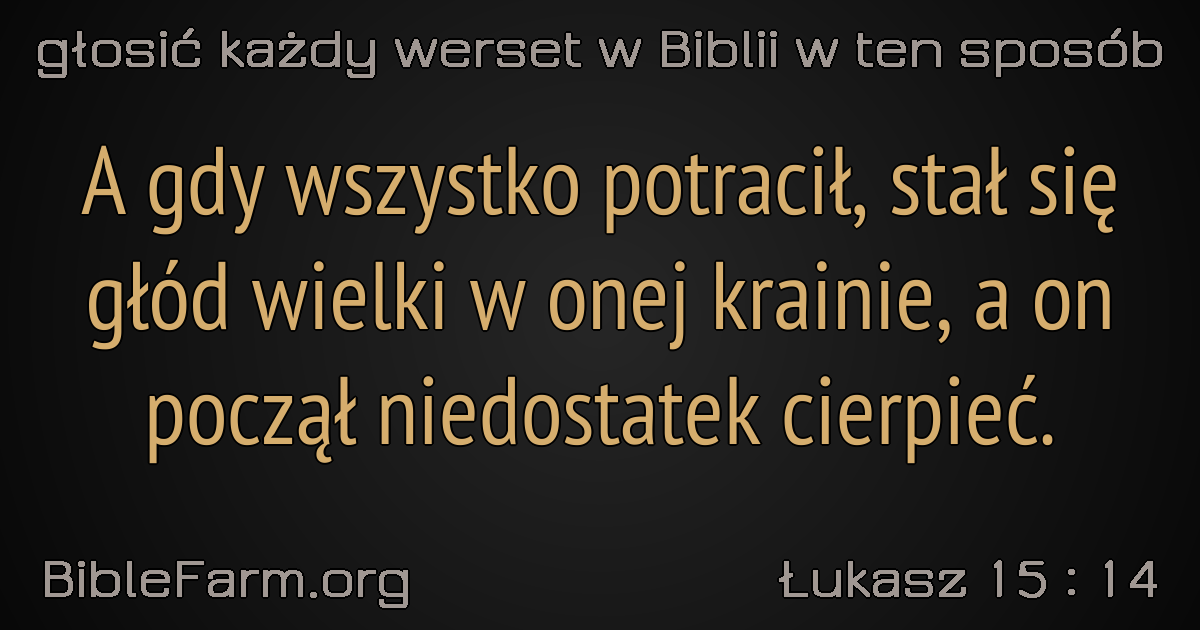 głosić każdy werset w Biblii w ten sposób
A gdy wszystko potracił, stał się
głód wielki w onej krainie, a on
począł niedostatek cierpieć.
BibleFarm.org
Łukasz 15 : 14